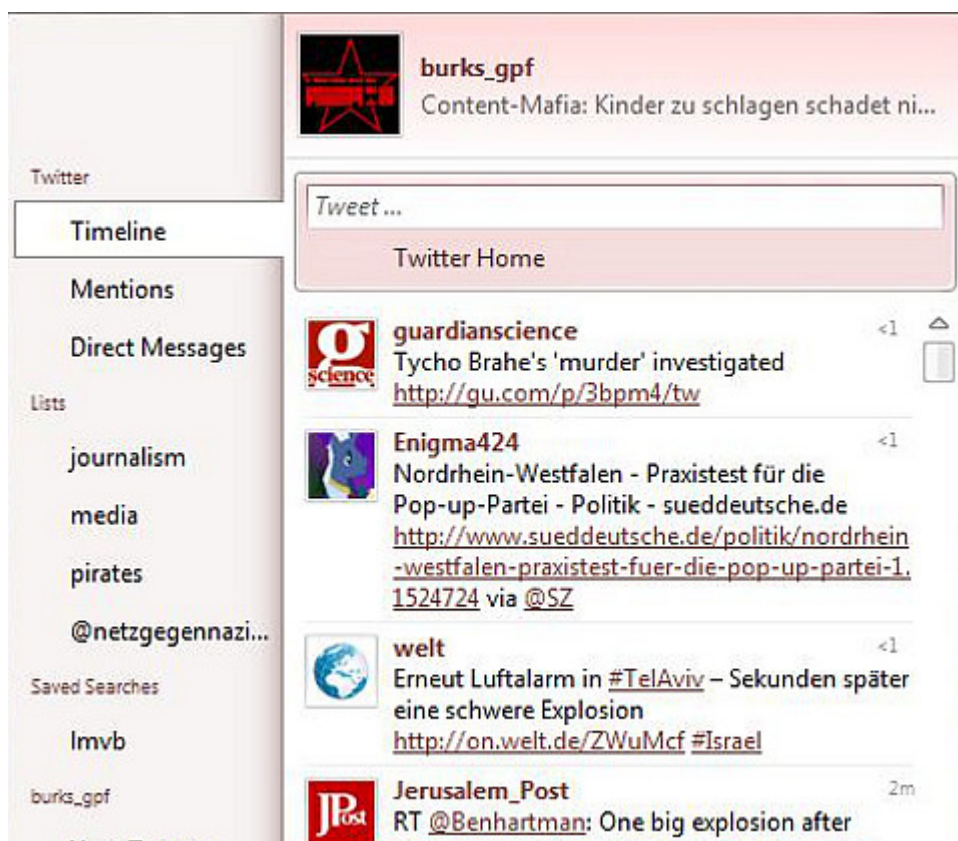 burks_gpf
Content-Mafia: Kinder zu schlagen schadet ni...
Twitter
Timeline
Mentions
Direct Messages
Lists
journalism
media
pirates
@netzgegennazi...
Saved Searches
lmvb
burks_gpf
Tweet ...
Twitter Home
g
science
guardianscience
<1
Tycho Brahe's 'murder' investigated
http://gu.com/p/3bpm4/tw
Enigma424
<1
Nordrhein-Westfalen - Praxistest für die
Pop-up-Partei - Politik - sueddeutsche.de
http://www.sueddeutsche.de/politik/nordrhein
-westfalen-praxistest-fuer-die-pop-up-partei-1.
1524724 via @SZ
welt
<1
Erneut Luftalarm in #TelAviv – Sekunden später
eine schwere Explosion
http://on.welt.de/ZWuMcf #Israel
JPost
Jerusalem_Post
2m
RT @Benhartman: One big explosion after